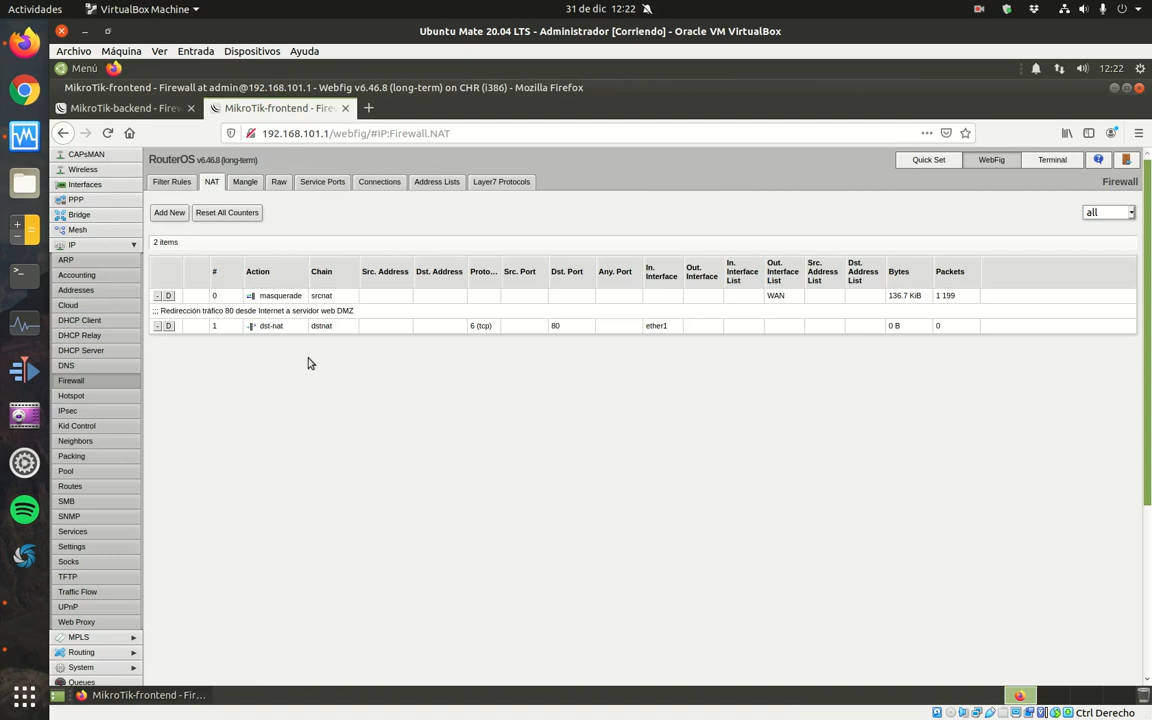 Actividades VirtualBox Machine 31 de dic 12:22
Ubuntu Mate 20.04 LTS - Administrador [Corriendo] - Oracle VM VirtualBox
Archivo Máquina Ver Entrada Dispositivos Ayuda
Menú 12:22
MikroTik-frontend - Firewall at admin@192.168.101.1 - Webfig v6.46.8 (long-term) on CHR (i386) - Mozilla Firefox
MikroTik-backend - Firew MikroTik-frontend - Firew
192.168.101.1/webfig/#IP:Firewall.NAT
RouterOS v6.46.8 (long-term) Quick Set WebFig Terminal
Filter Rules NAT Mangle Raw Service Ports Connections Address Lists Layer7 Protocols Firewall
Add New Reset All Counters all
2 items
# Action Chain Src. Address Dst. Address Proto... Src. Port Dst. Port Any. Port In. Interface Out. Interface In. Interface List Out. Interface List Src. Address List Dst. Address List Bytes Packets
- D 0 masquerade srcnat WAN 136.7 KiB 1 199
;;; Redirección tráfico 80 desde Internet a servidor web DMZ
- D 1 dst-nat dstnat 6 (tcp) 80 ether1 0 B 0
CAPsMAN
Wireless
Interfaces
PPP
Bridge
Mesh
IP
ARP
Accounting
Addresses
Cloud
DHCP Client
DHCP Relay
DHCP Server
DNS
Firewall
Hotspot
IPsec
Kid Control
Neighbors
Packing
Pool
Routes
SMB
SNMP
Services
Settings
Socks
TFTP
Traffic Flow
UPnP
Web Proxy
MPLS
Routing
System
Queues
MikroTik-frontend - Fir...
Ctrl Derecho